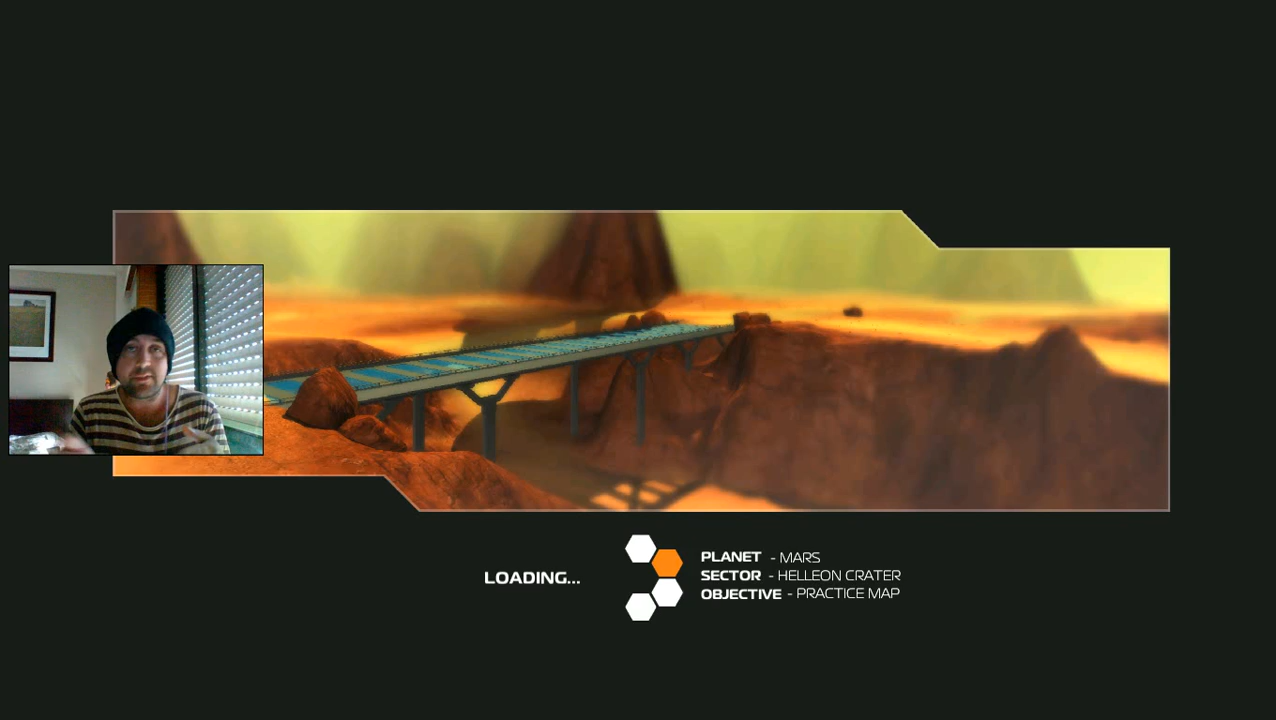 LOADING...
PLANET - MARS
SECTOR - HELLEON CRATER
OBJECTIVE - PRACTICE MAP